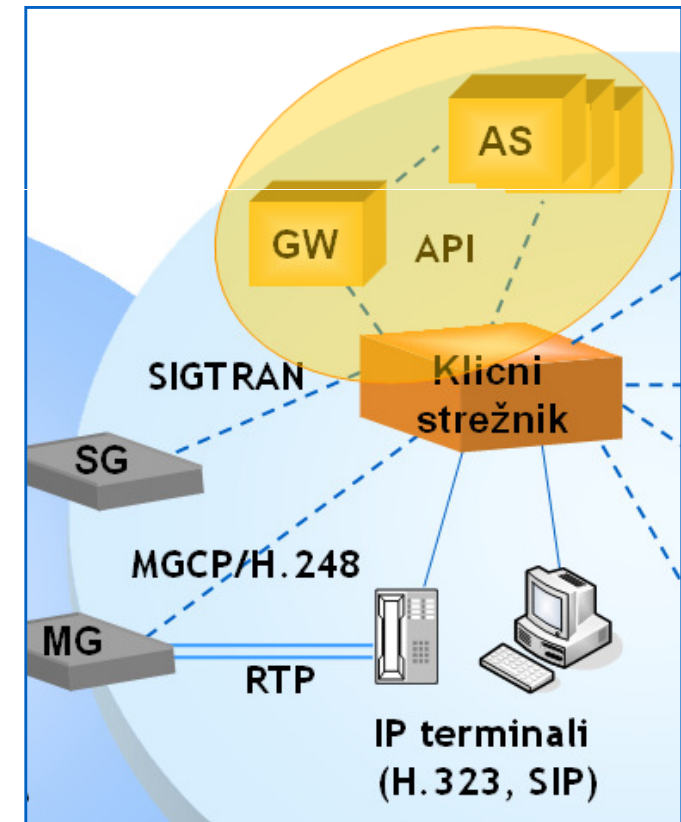 AS
GW
API
SIGTRAN
Klicni
strežnik
SG
MGCP/H.248
MG
RTP
IP terminali
(H.323, SIP)